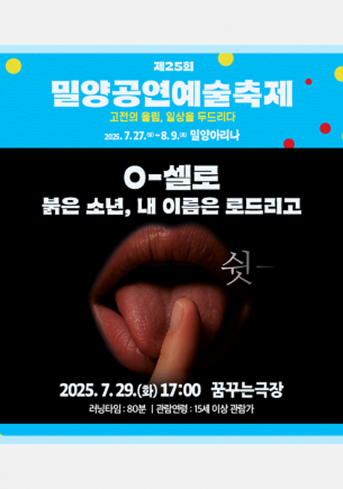 제25회
밀양공연예술축제
고전의 울림, 일상을 두드리다
2025. 7. 27.(일) ~ 8. 9.(토) 밀양아리나
O-셀로
붉은 소년, 내 이름은 로드리고
쉿—
2025. 7. 29.(화) 17:00 꿈꾸는극장
러닝타임 : 80분 | 관람연령 : 15세 이상 관람가